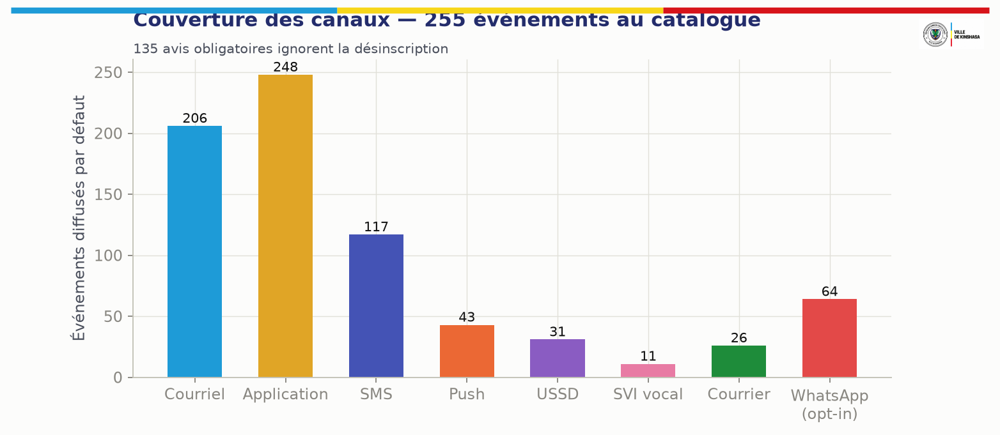 Couverture des canaux — 255 événements au catalogue
135 avis obligatoires ignorent la désinscription
VILLE
DE KINSHASA
Événements diffusés par défaut
250
200
150
100
50
0
206
248
117
43
31
11
26
64
Courriel
Application
SMS
Push
USSD
SVI vocal
Courrier
WhatsApp
(opt-in)